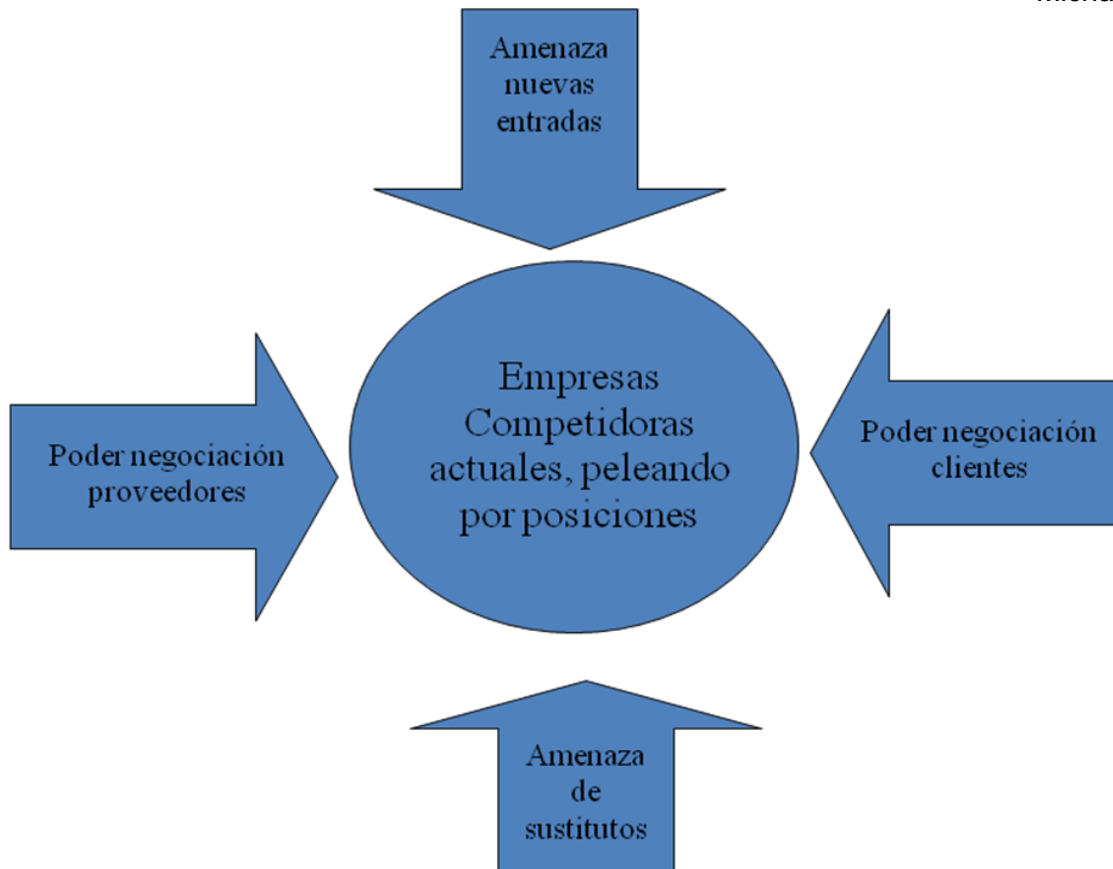 Amenaza
nuevas
entradas
Empresas
Competidoras
actuales, peleando
por posiciones
Poder negociación
proveedores
Poder negociación
clientes
Amenaza
de
sustitutos